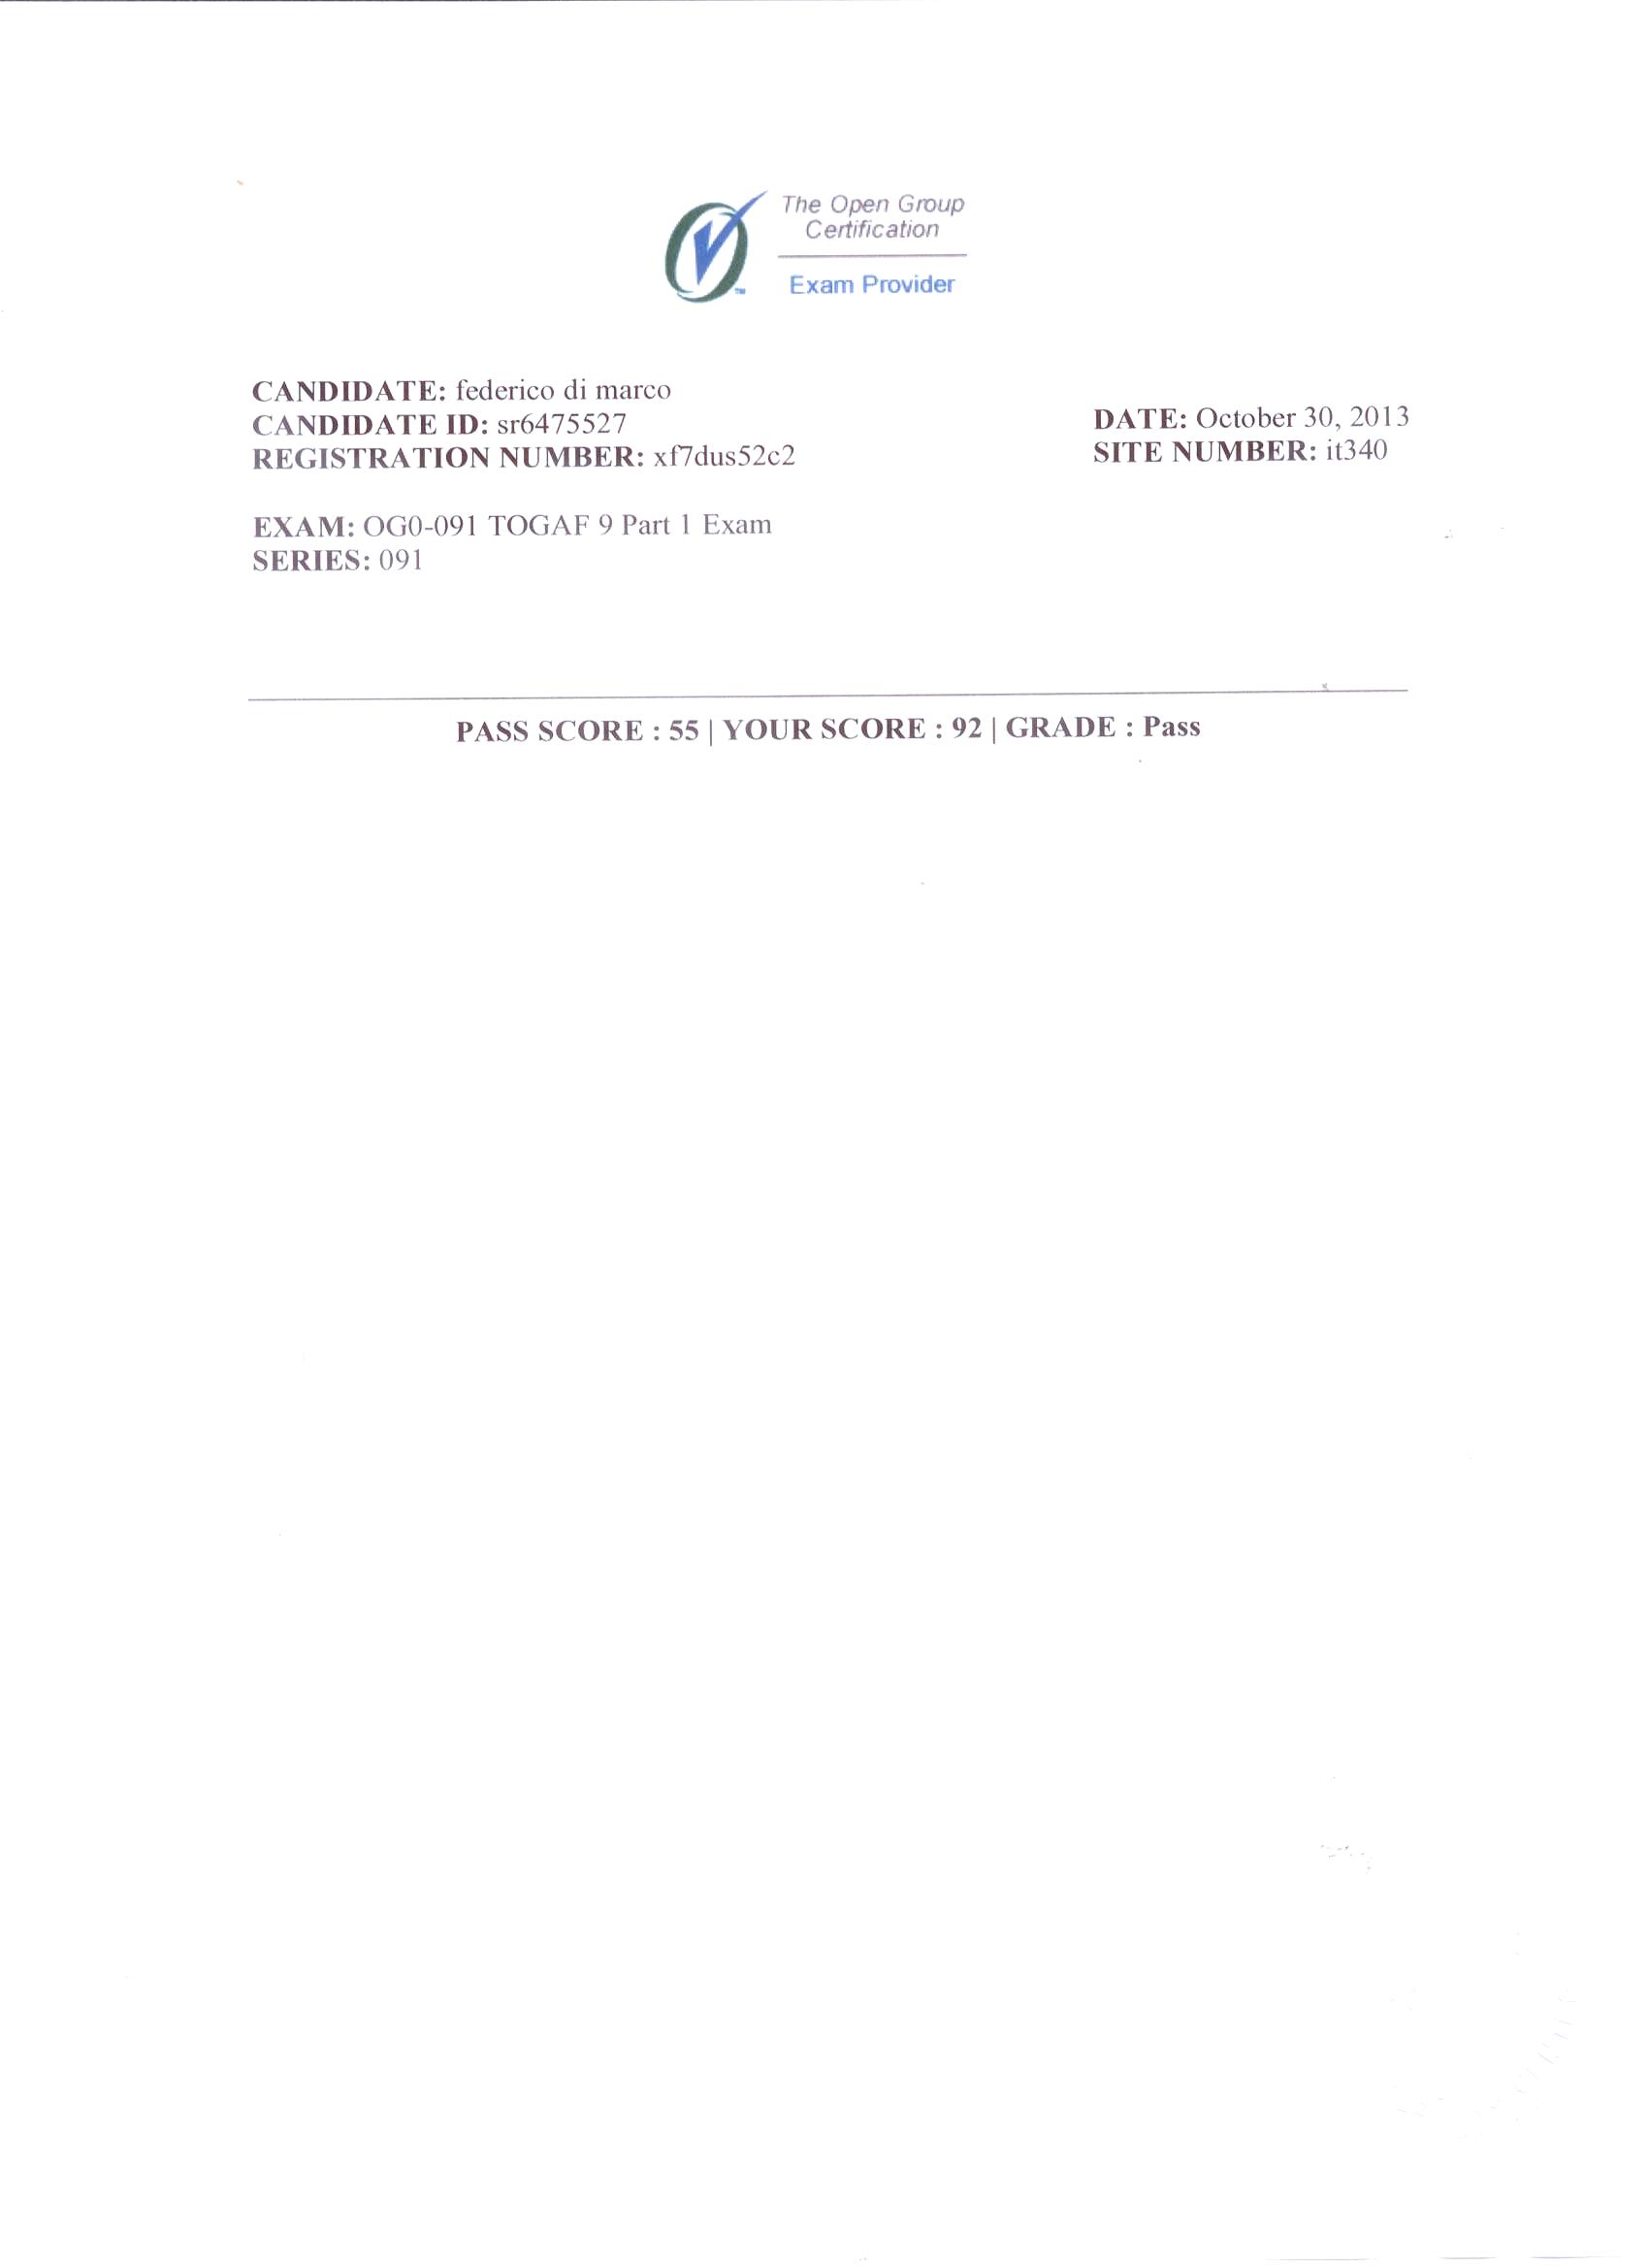 The Open Group
Certification
Exam Provider
CANDIDATE: federico di marco
CANDIDATE ID: sr6475527
REGISTRATION NUMBER: xf7dus52c2
DATE: October 30, 2013
SITE NUMBER: it340
EXAM: OG0-091 TOGAF 9 Part 1 Exam
SERIES: 091
PASS SCORE : 55 | YOUR SCORE : 92 | GRADE : Pass